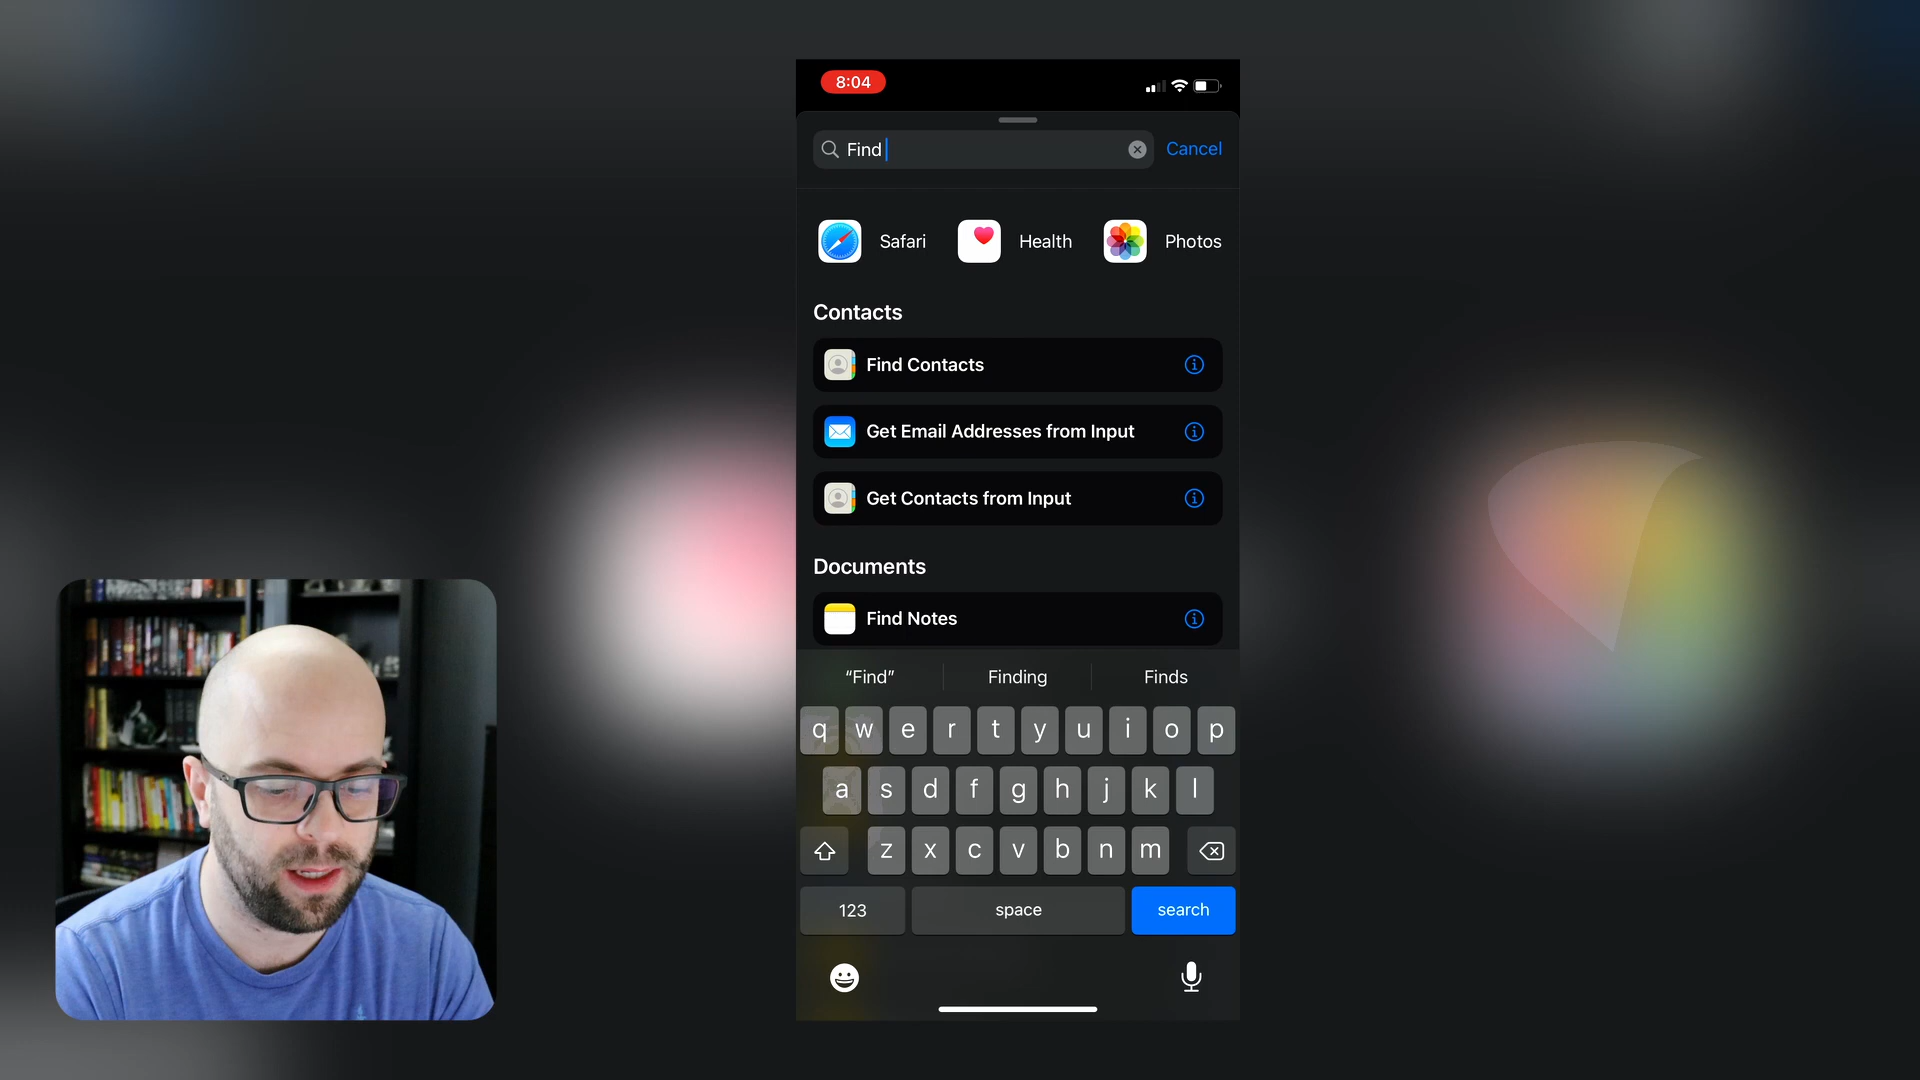 8:04
Find
Cancel
Safari
Health
Photos
Contacts
Find Contacts
Get Email Addresses from Input
Get Contacts from Input
Documents
Find Notes
“Find”
Finding
Finds
q w e r t y u i o p
a s d f g h j k l
z x c v b n m
123
space
search